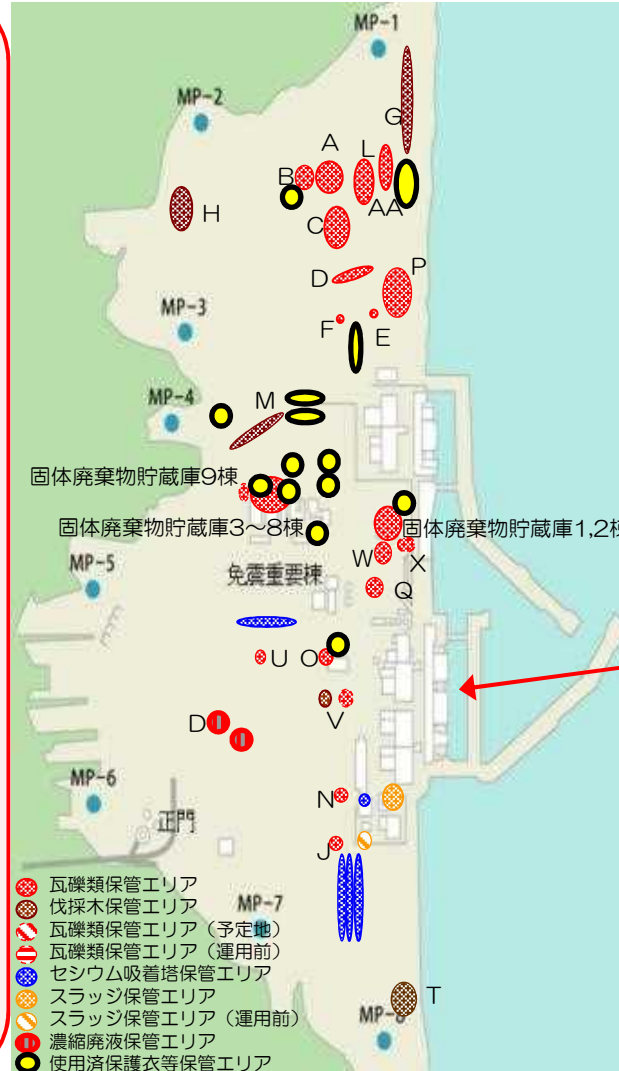 MP-1
MP-2
G
A
L
B
AA
H
C
P
D
MP-3
F
E
MP-4
M
固体廃棄物貯蔵庫9棟
固体廃棄物貯蔵庫3〜8棟
固体廃棄物貯蔵庫1,2棟
W
X
MP-5
免震重要棟
Q
U
O
V
D
MP-6
N
正門
J
MP-7
T
MP-8
瓦礫類保管エリア
伐採木保管エリア
瓦礫類保管エリア（予定地）
瓦礫類保管エリア（運用前）
セシウム吸着塔保管エリア
スラッジ保管エリア
スラッジ保管エリア（運用前）
濃縮廃液保管エリア
使用済保護衣等保管エリア